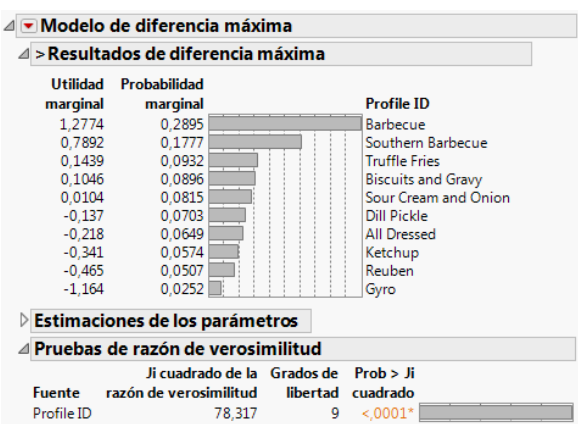 Modelo de diferencia máxima
> Resultados de diferencia máxima
Utilidad marginal Probabilidad marginal Profile ID
1,2774 0,2895 Barbecue
0,7892 0,1777 Southern Barbecue
0,1439 0,0932 Truffle Fries
0,1046 0,0896 Biscuits and Gravy
0,0104 0,0815 Sour Cream and Onion
-0,137 0,0703 Dill Pickle
-0,218 0,0649 All Dressed
-0,341 0,0574 Ketchup
-0,465 0,0507 Reuben
-1,164 0,0252 Gyro
Estimaciones de los parámetros
Pruebas de razón de verosimilitud
Ji cuadrado de la Grados de Prob > Ji
Fuente razón de verosimilitud libertad cuadrado
Profile ID 78,317 9 <,0001*